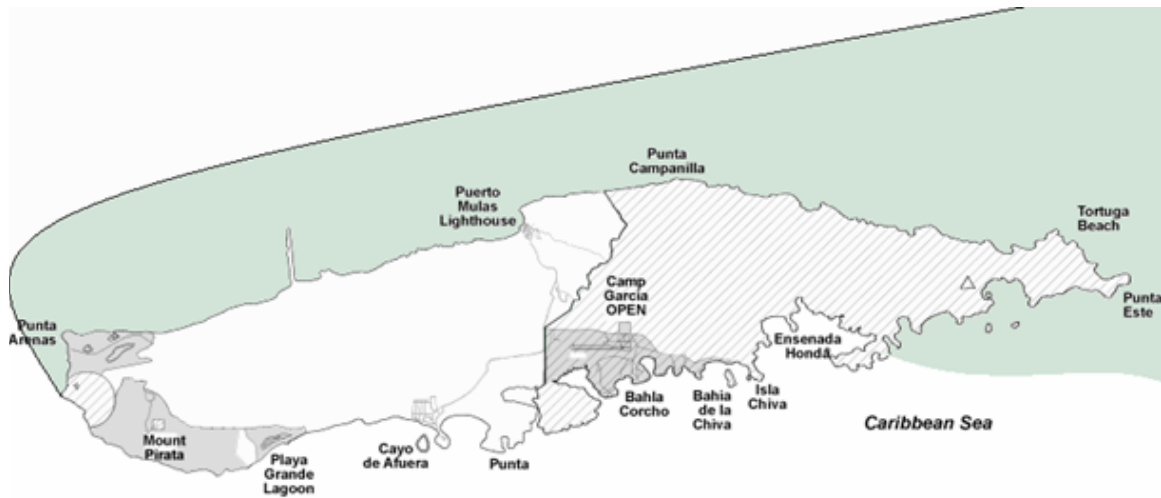 Punta
Campanilla
Puerto
Mulas
Lighthouse
Tortuga
Beach
Camp
Garcia
OPEN
Punta
Este
Punta
Arenas
Ensenada
Honda
Isla
Chiva
Bahia
de la
Chiva
Bahla
Corcho
Caribbean Sea
Mount
Pirata
Playa
Grande
Lagoon
Cayo
de Afuera
Punta